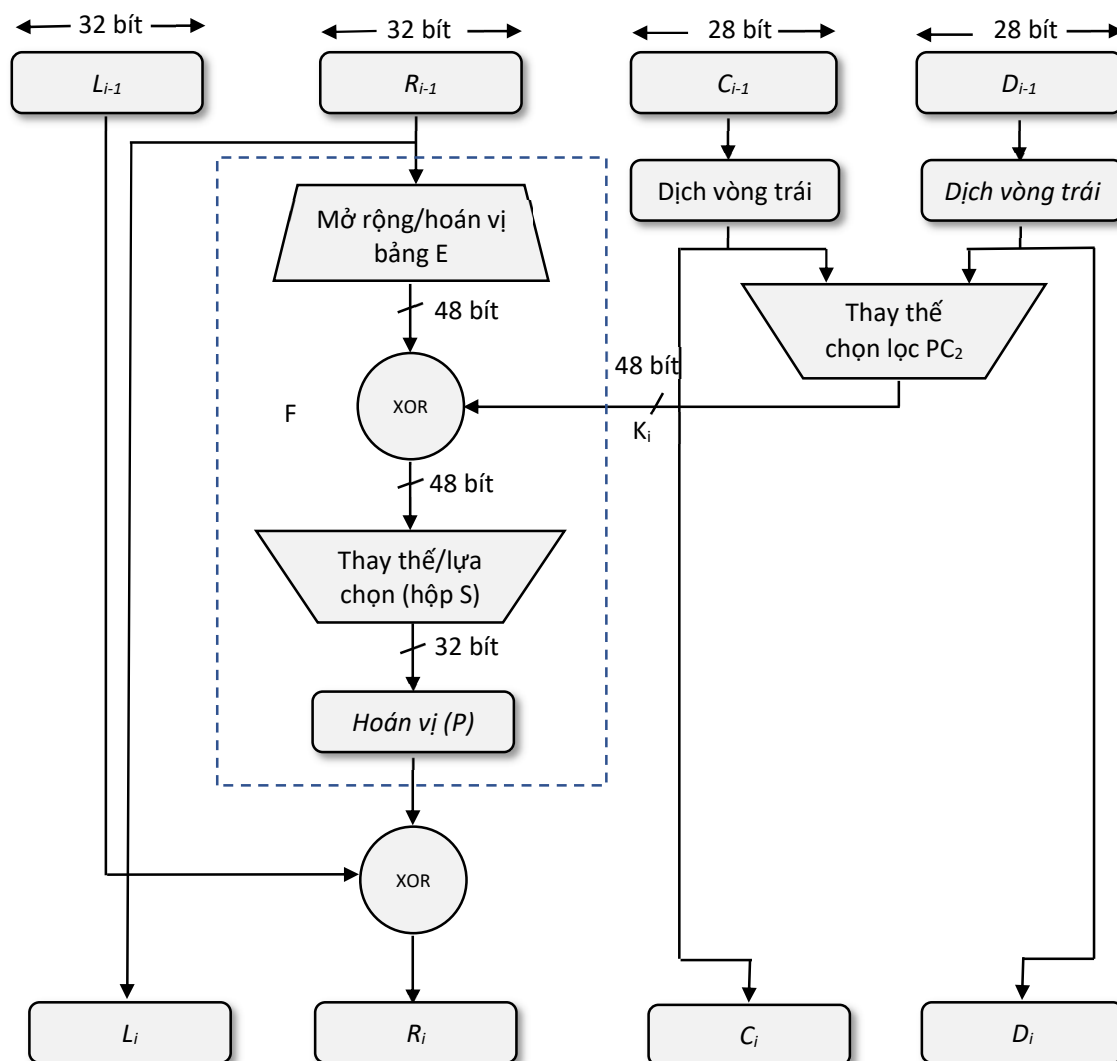 32 bít
32 bít
28 bít
28 bít
Li-1
Ri-1
Ci-1
Di-1
Dịch vòng trái
Dịch vòng trái
Mở rộng/hoán vị
bảng E
48 bít
Thay thế
chọn lọc PC2
48 bít
XOR
F
Ki
48 bít
Thay thế/lựa
chọn (hộp S)
32 bít
Hoán vị (P)
XOR
Li
Ri
Ci
Di